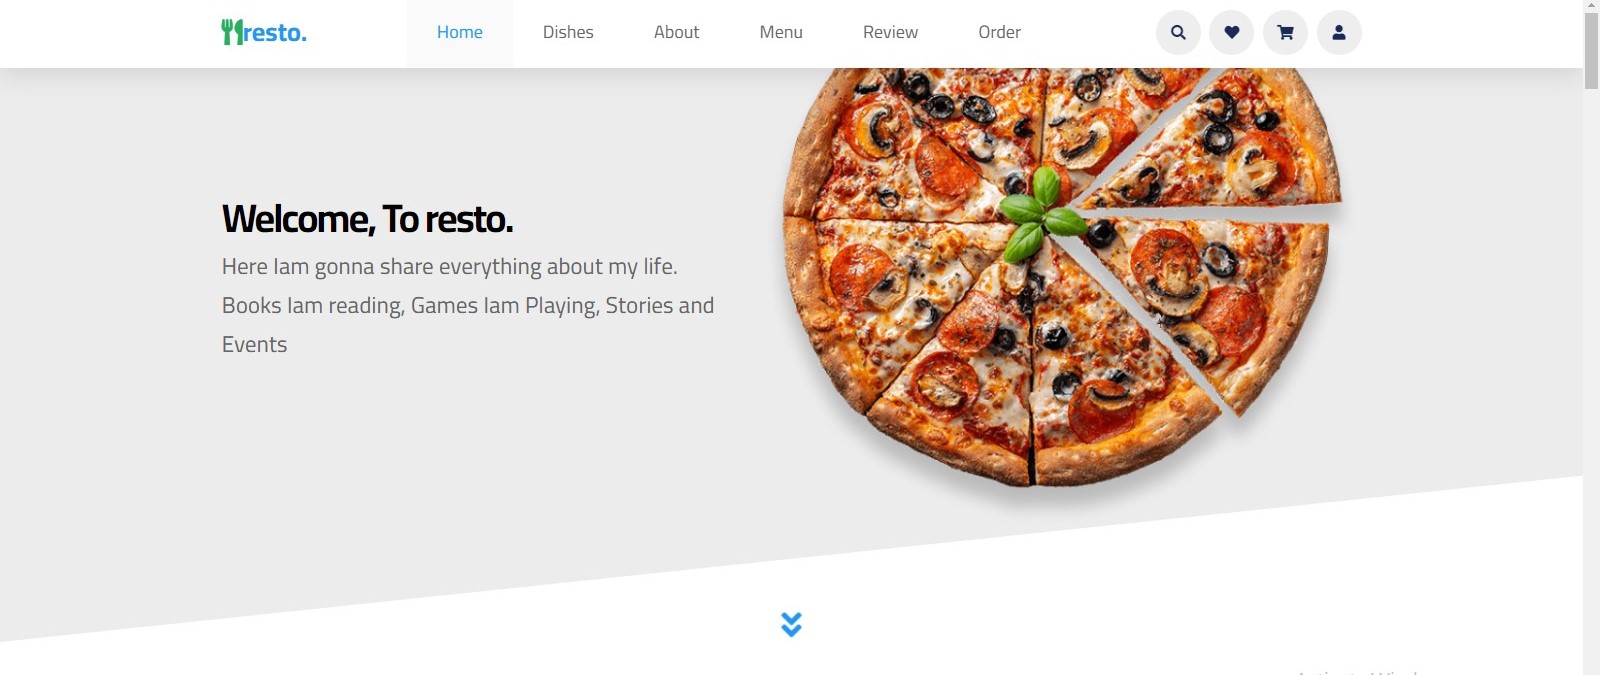 resto.
Home
Dishes
About
Menu
Review
Order
Welcome, To resto.
Here Iam gonna share everything about my life.
Books Iam reading, Games Iam Playing, Stories and
Events